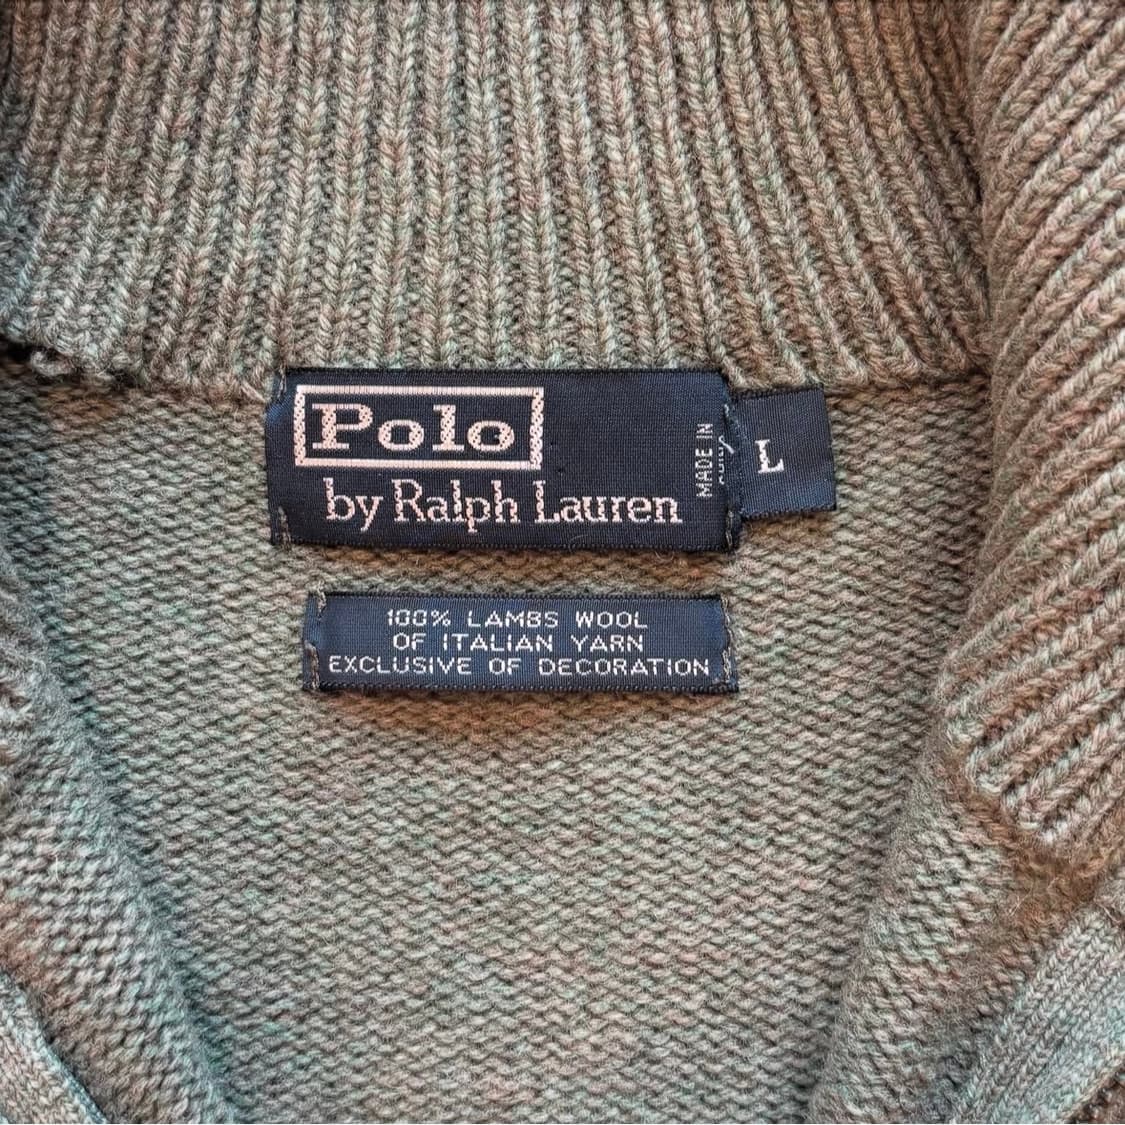 Polo
by Ralph Lauren
MADE IN
L
100% LAMBS WOOL
OF ITALIAN YARN
EXCLUSIVE OF DECORATION